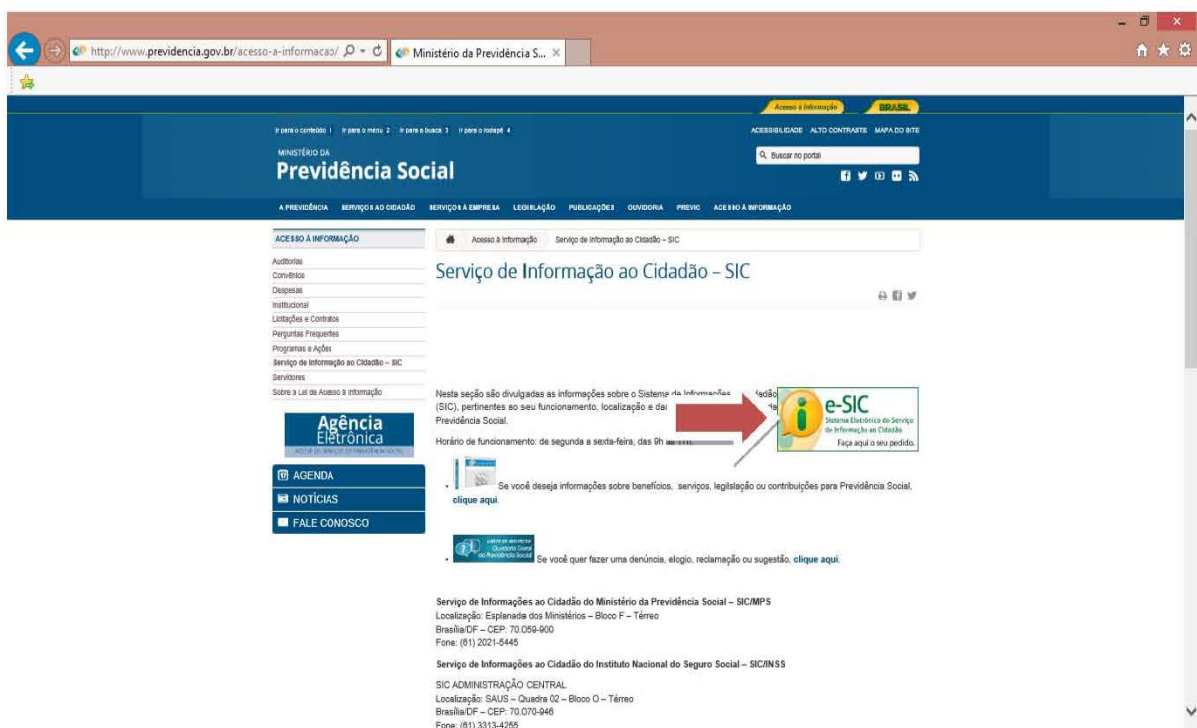 http://www.previdencia.gov.br/acesso-a-informacao/
Ministério da Previdência S...
Acesso à Informação
BRASIL
Ir para o conteúdo 1 Ir para o menu 2 Ir para a busca 3 Ir para o rodapé 4
ACESSIBILIDADE ALTO CONTRASTE MAPA DO SITE
MINISTÉRIO DA
Previdência Social
Buscar no portal
A PREVIDÊNCIA SERVIÇOS AO CIDADÃO SERVIÇOS À EMPRESA LEGISLAÇÃO PUBLICAÇÕES OUVIDORIA PREVIC ACESSO À INFORMAÇÃO
ACESSO À INFORMAÇÃO
Auditorias
Convênios
Despesas
Institucional
Licitações e Contratos
Perguntas Frequentes
Programas e Ações
Serviço de Informação ao Cidadão – SIC
Servidores
Sobre a Lei de Acesso à Informação
Agência
Eletrônica
AGENDA
NOTÍCIAS
FALE CONOSCO
Acesso à Informação Serviço de Informação ao Cidadão – SIC
Serviço de Informação ao Cidadão – SIC
Nesta seção são divulgadas as informações sobre o Sistema de Informações
(SIC), pertinentes ao seu funcionamento, localização e
Previdência Social.
Horário de funcionamento: de segunda a sexta-feira, das 9h
e-SIC
Sistema Eletrônico do Serviço
de Informação ao Cidadão
Faça aqui o seu pedido.
Se você deseja informações sobre benefícios, serviços, legislação ou contribuições para Previdência Social,
clique aqui.
Ouvidoria Geral
da Previdência Social
Se você quer fazer uma denúncia, elogio, reclamação ou sugestão, clique aqui.
Serviço de Informações ao Cidadão do Ministério da Previdência Social – SIC/MPS
Localização: Esplanada dos Ministérios – Bloco F – Térreo
Brasília/DF – CEP: 70.059-900
Fone: (61) 2021-5445
Serviço de Informações ao Cidadão do Instituto Nacional do Seguro Social – SIC/INSS
SIC ADMINISTRAÇÃO CENTRAL
Localização: SAUS – Quadra 02 – Bloco O – Térreo
Brasília/DF – CEP: 70.070-946
Fone: (61) 3313-4255